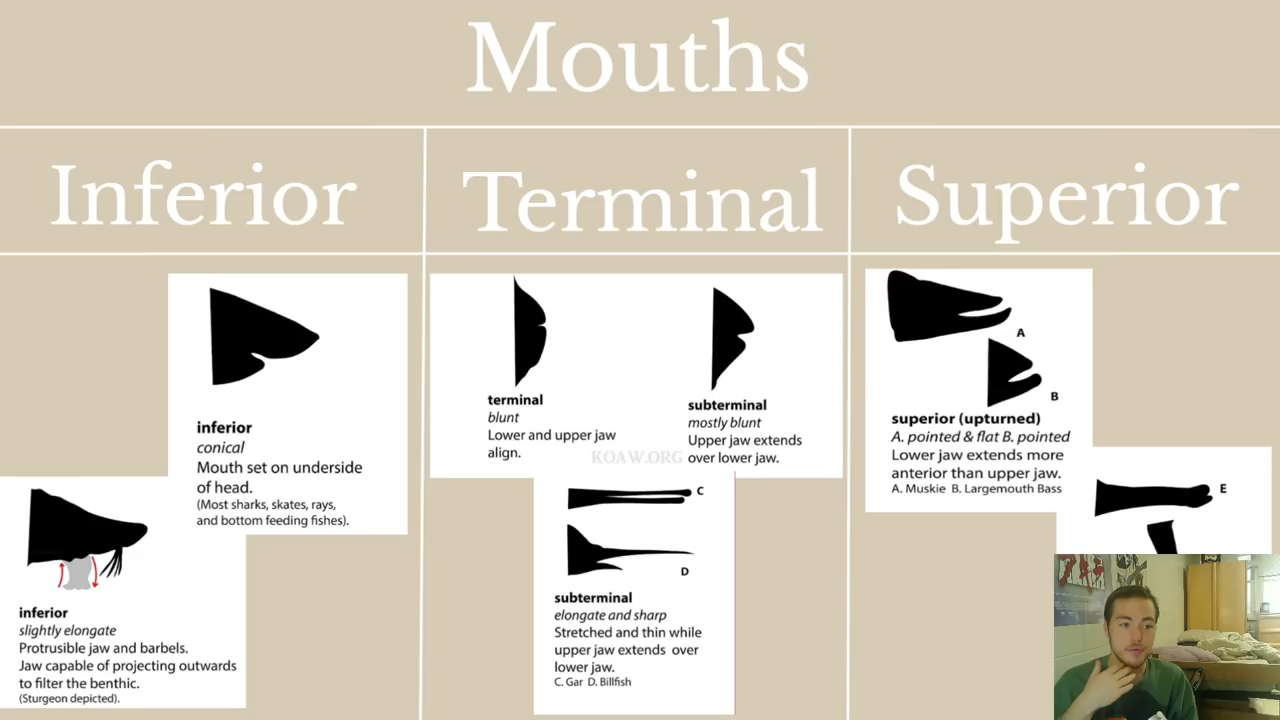 Mouths
Inferior
Terminal
Superior
inferior
conical
Mouth set on underside
of head.
(Most sharks, skates, rays,
and bottom feeding fishes).
inferior
slightly elongate
Protrusible jaw and barbels.
Jaw capable of projecting outwards
to filter the benthic.
(Sturgeon depicted).
terminal
blunt
Lower and upper jaw
align.
subterminal
mostly blunt
Upper jaw extends
over lower jaw.
KOAW.ORG
C
D
subterminal
elongate and sharp
Stretched and thin while
upper jaw extends over
lower jaw.
C. Gar D. Billfish
A
B
superior (upturned)
A. pointed & flat B. pointed
Lower jaw extends more
anterior than upper jaw.
A. Muskie B. Largemouth Bass
E